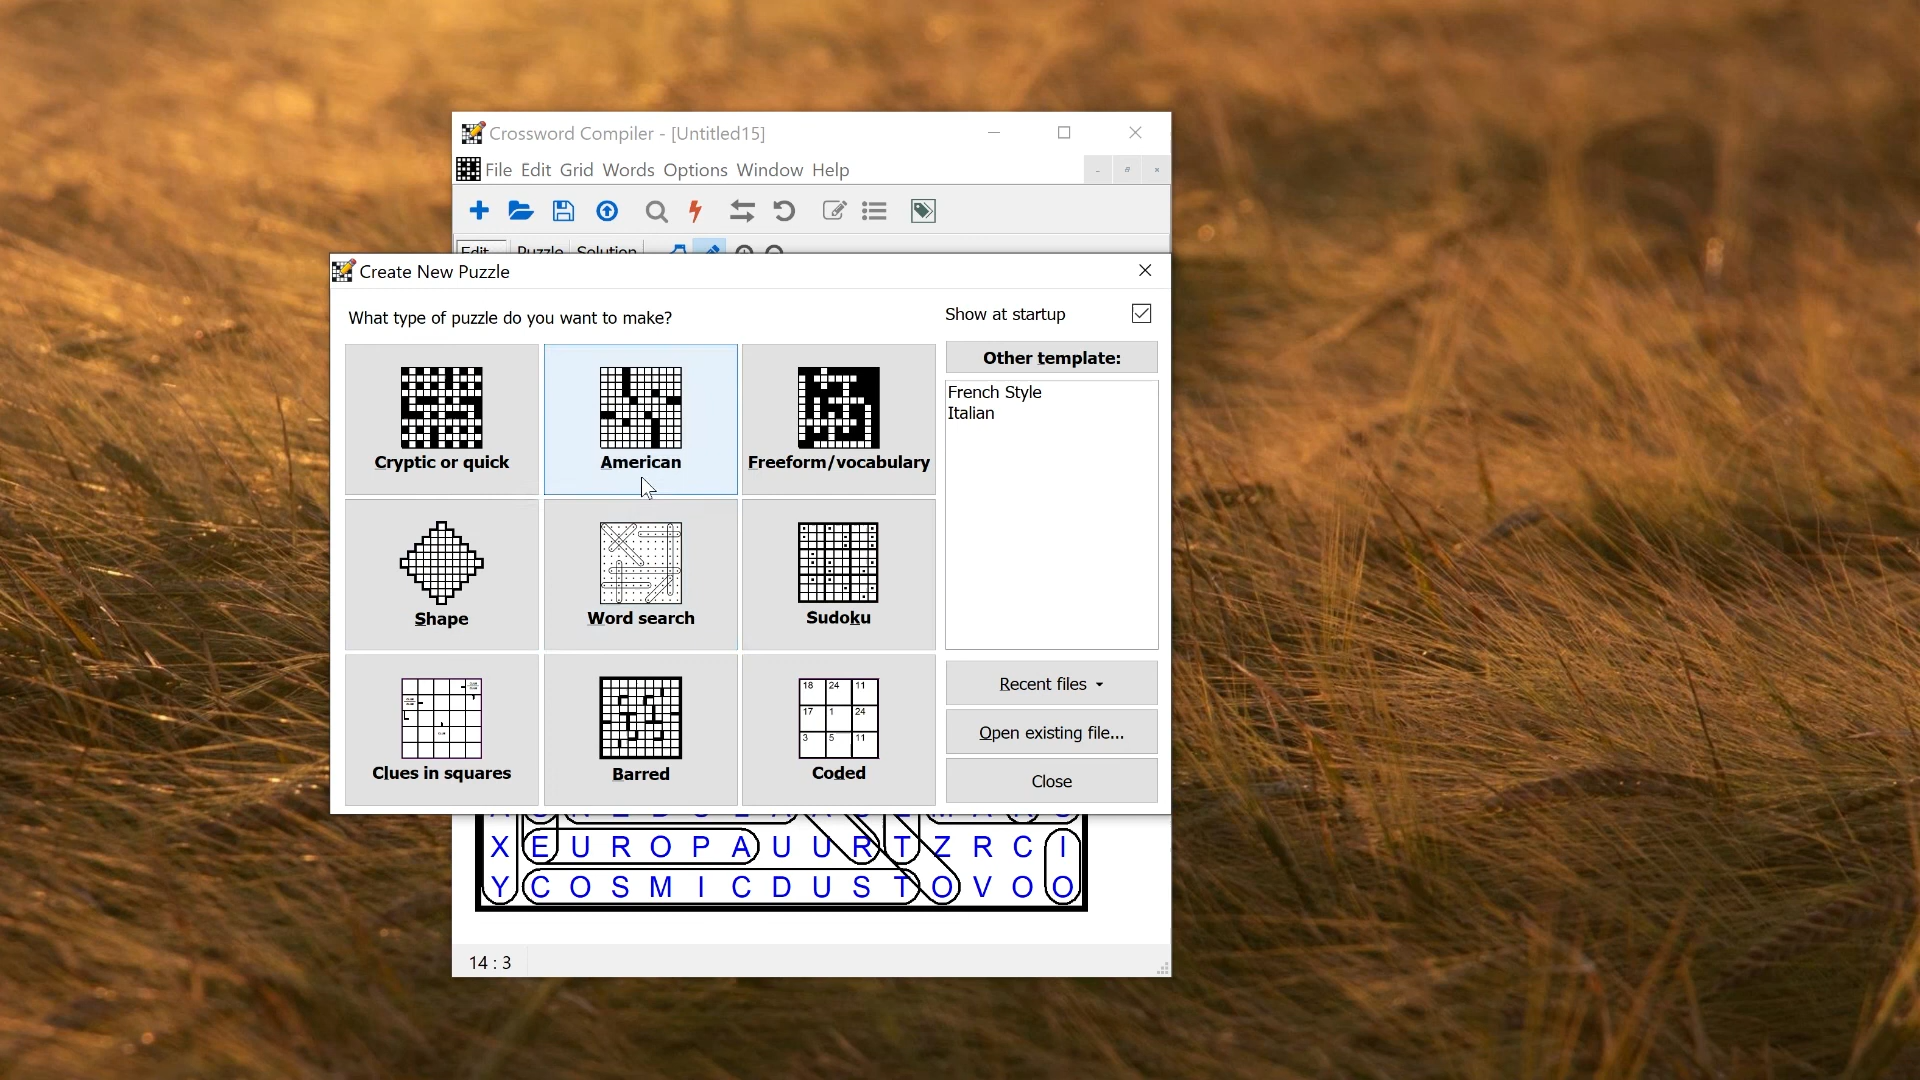 Crossword Compiler - [Untitled15]
File Edit Grid Words Options Window Help
Edit Puzzle Solution
Create New Puzzle
What type of puzzle do you want to make?
Show at startup
Cryptic or quick
American
Freeform/vocabulary
Shape
Word search
Sudoku
Clues in squares
Barred
18 24 11
17 1 24
3 5 11
Coded
Other template:
French Style
Italian
Recent files
Open existing file...
Close
X E U R O P A U U R T Z R C I
Y C O S M I C D U S T O V O O
14 : 3